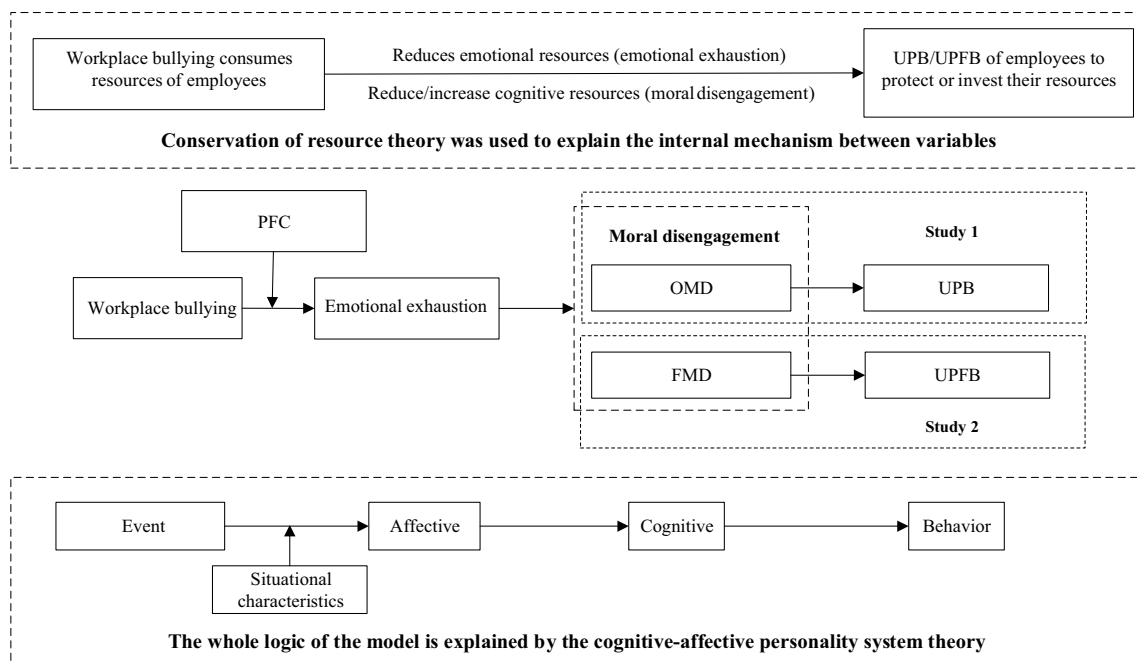 Workplace bullying consumes
resources of employees
Reduces emotional resources (emotional exhaustion)
Reduce/increase cognitive resources (moral disengagement)
UPB/UPFB of employees to
protect or invest their resources
Conservation of resource theory was used to explain the internal mechanism between variables
PFC
Workplace bullying
Emotional exhaustion
Moral disengagement
Study 1
OMD
UPB
FMD
UPFB
Study 2
Event
Affective
Cognitive
Behavior
Situational
characteristics
The whole logic of the model is explained by the cognitive-affective personality system theory